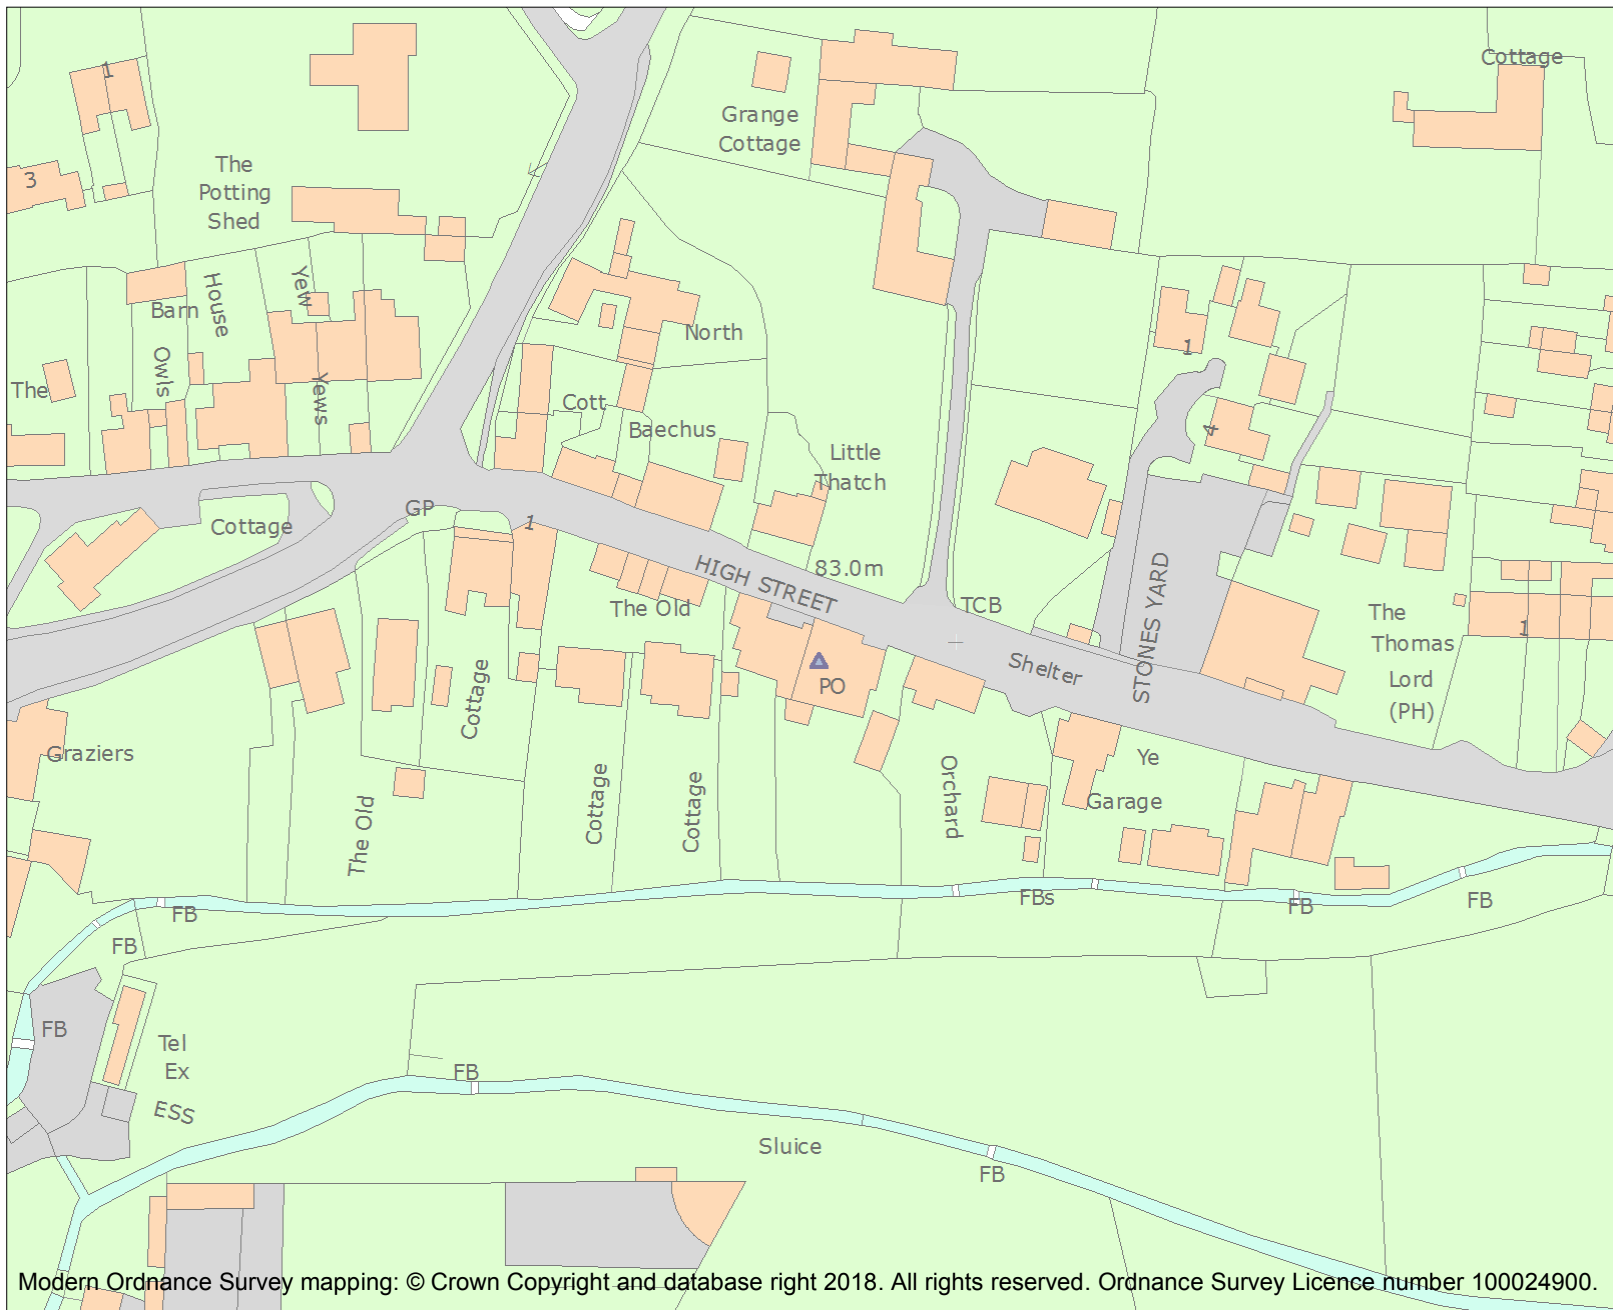 1
Cottage
Grange
Cottage
3
The
Potting
Shed
Barn
House
Yew
North
1
The
Owls
Yews
Cott
Baechus
4
Little
Thatch
GP
Cottage
1
HIGH STREET
83.0m
The Old
TCB
STONES YARD
The
Thomas
Lord
(PH)
1
Shelter
PO
Cottage
Graziers
Ye
Garage
Orchard
The Old
Cottage
Cottage
FB
FB
FBs
FB
FB
FB
Tel
Ex
ESS
FB
Sluice
FB
Modern Ordnance Survey mapping: © Crown Copyright and database right 2018. All rights reserved. Ordnance Survey Licence number 100024900.